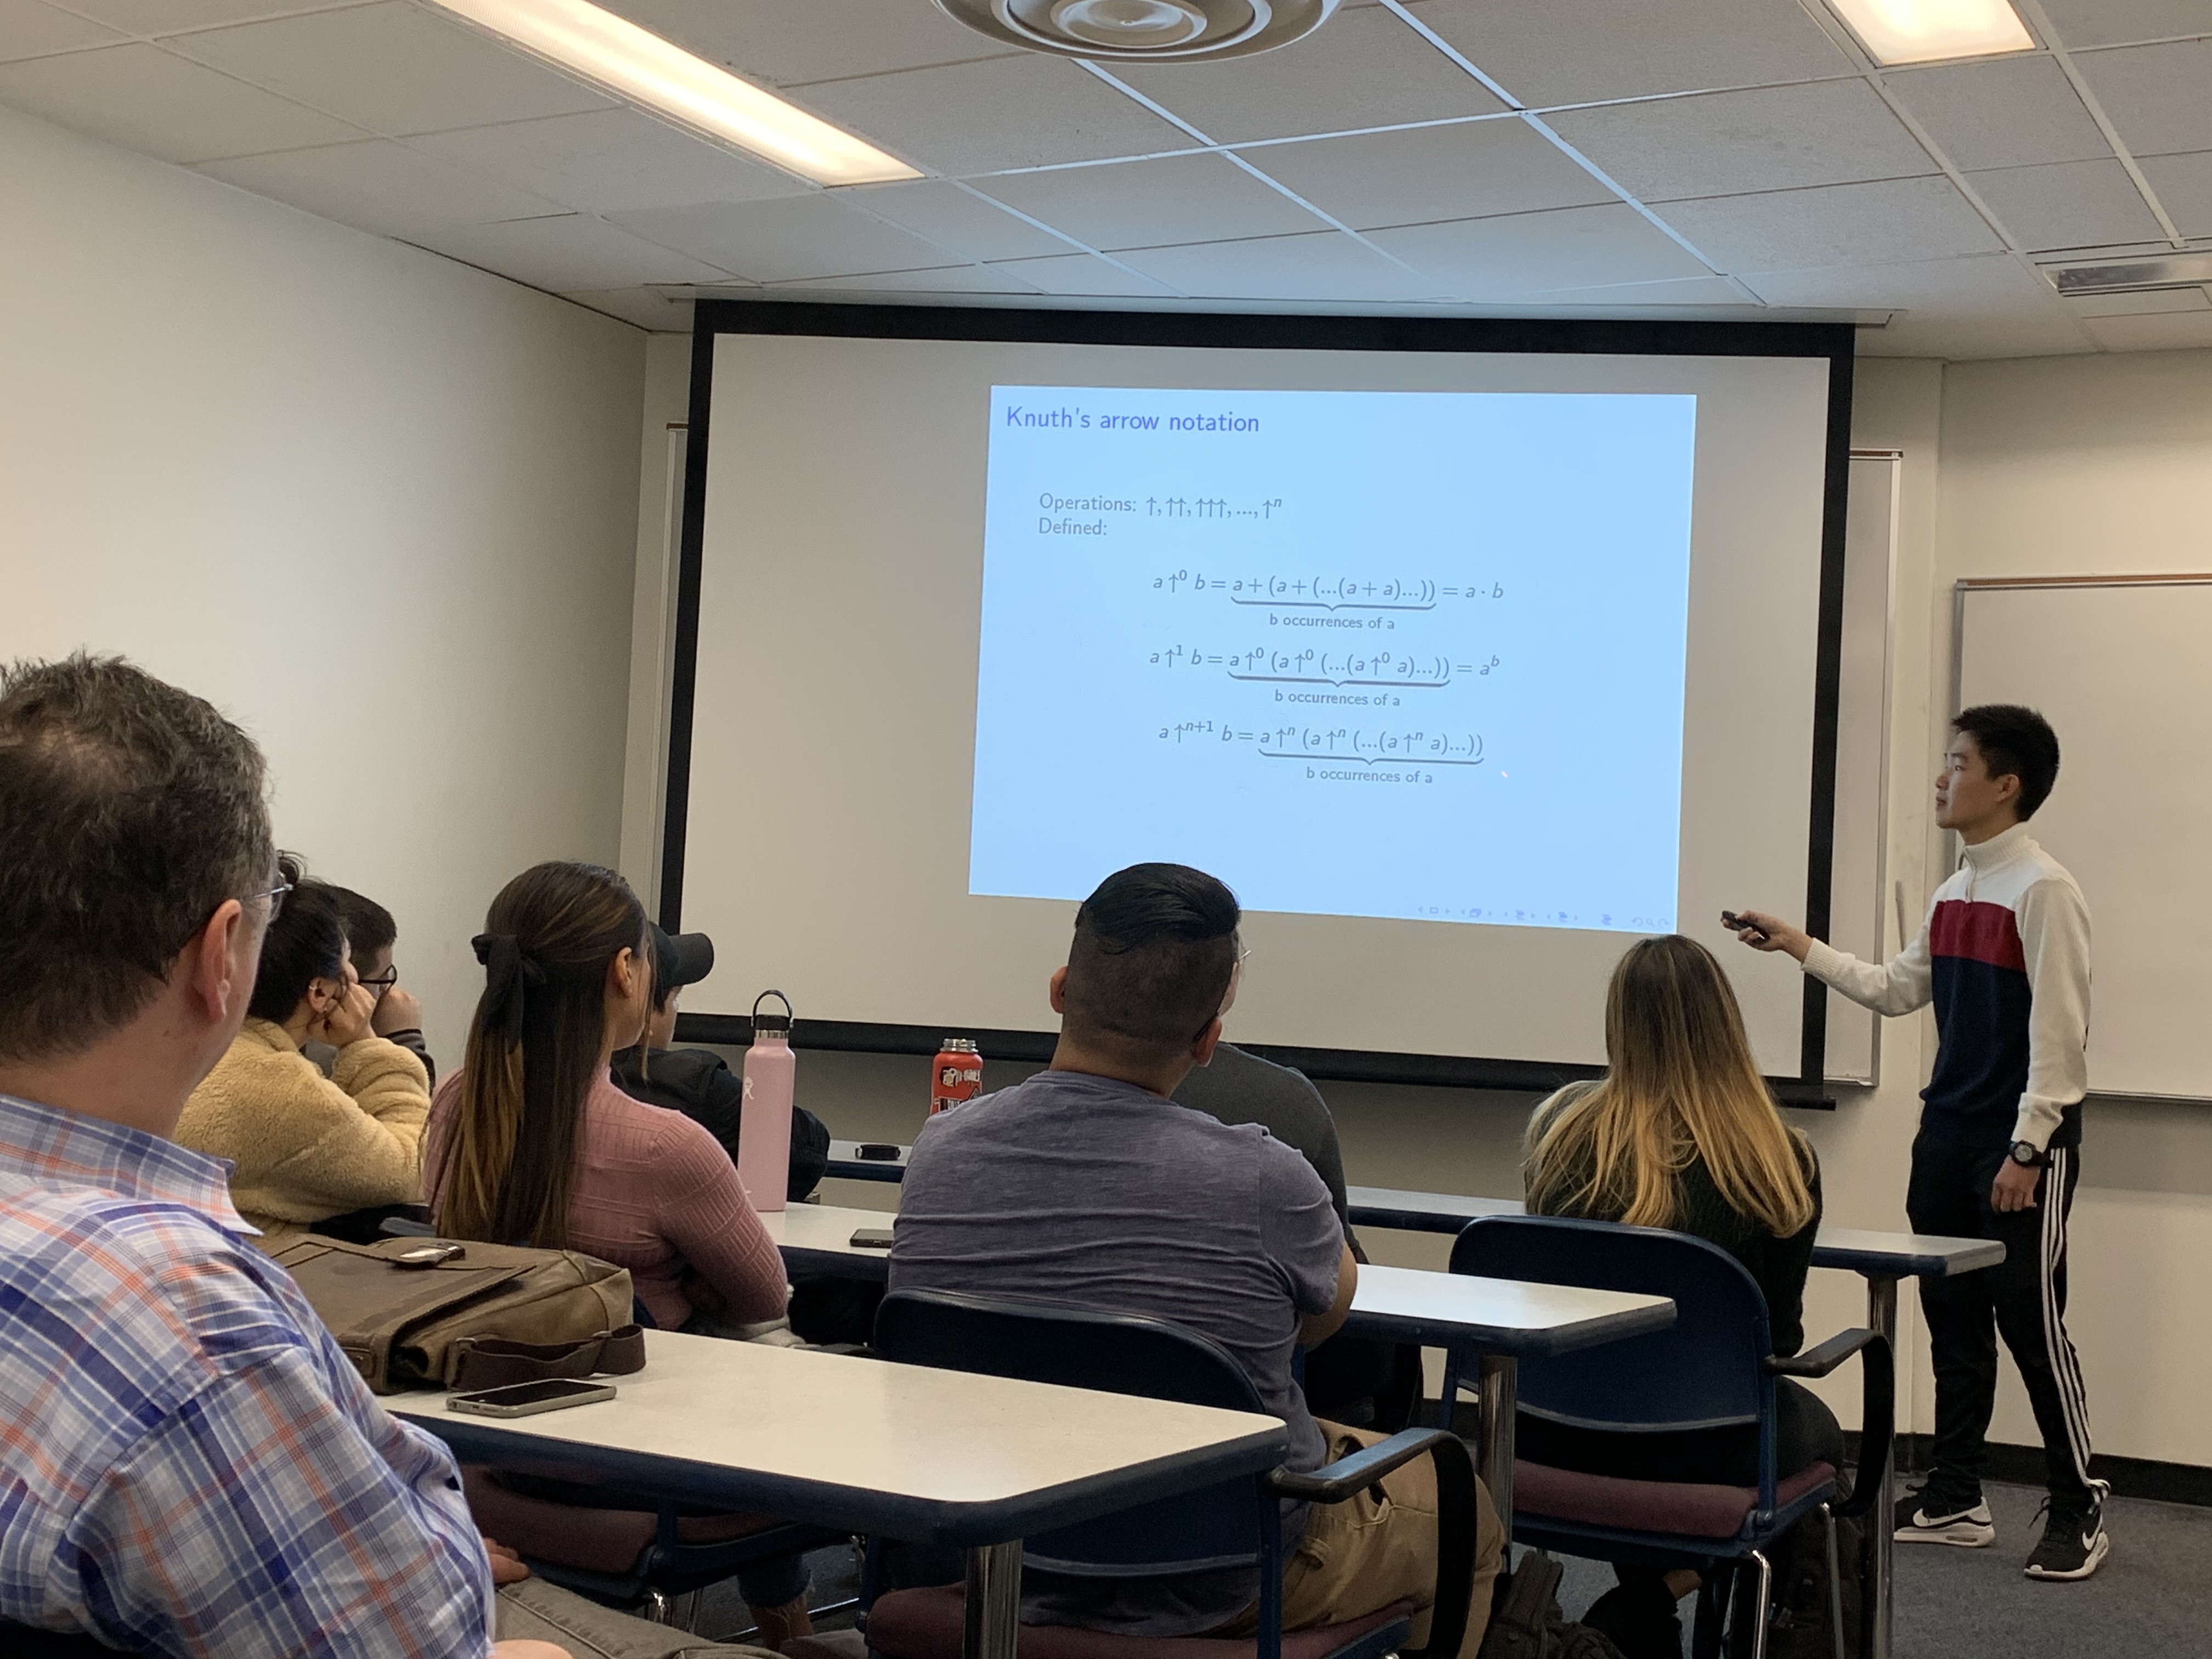 Knuth's arrow notation
Operations: ↑, ↑↑, ↑↑↑, ..., ↑ⁿ
Defined:
a ↑⁰ b = a + (a + (...(a + a)...)) = a · b
b occurrences of a
a ↑¹ b = a ↑⁰ (a ↑⁰ (...(a ↑⁰ a)...)) = aᵇ
b occurrences of a
a ↑ⁿ⁺¹ b = a ↑ⁿ (a ↑ⁿ (...(a ↑ⁿ a)...))
b occurrences of a